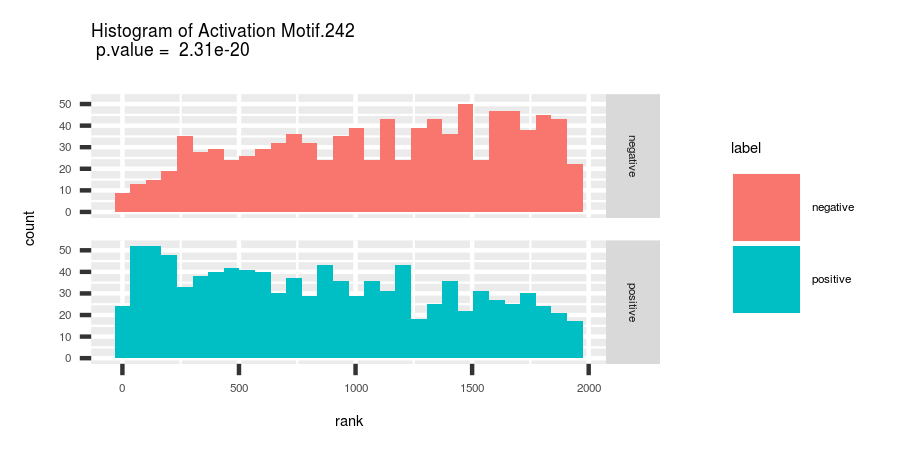 Histogram of Activation Motif.242
p.value = 2.31e-20
count
50
40
30
20
10
0
negative
50
40
30
20
10
0
positive
0
500
1000
1500
2000
rank
label
negative
positive